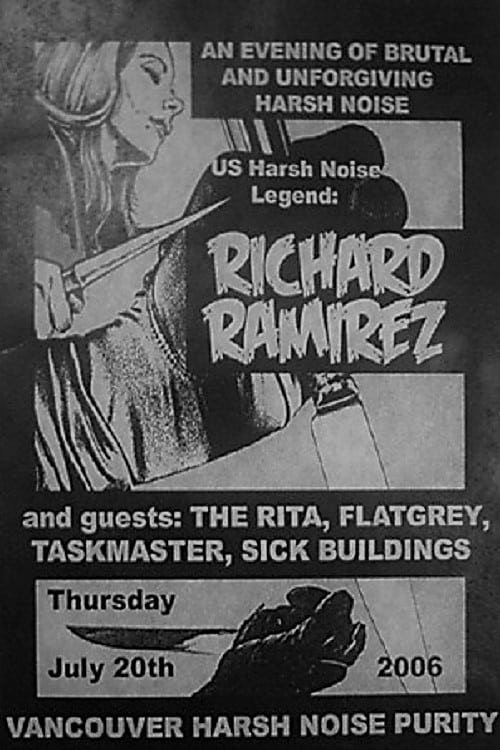 AN EVENING OF BRUTAL
AND UNFORGIVING
HARSH NOISE
US Harsh Noise
Legend:
RICHARD
RAMIREZ
and guests: THE RITA, FLATGREY,
TASKMASTER, SICK BUILDINGS
Thursday
July 20th
2006
VANCOUVER HARSH NOISE PURITY